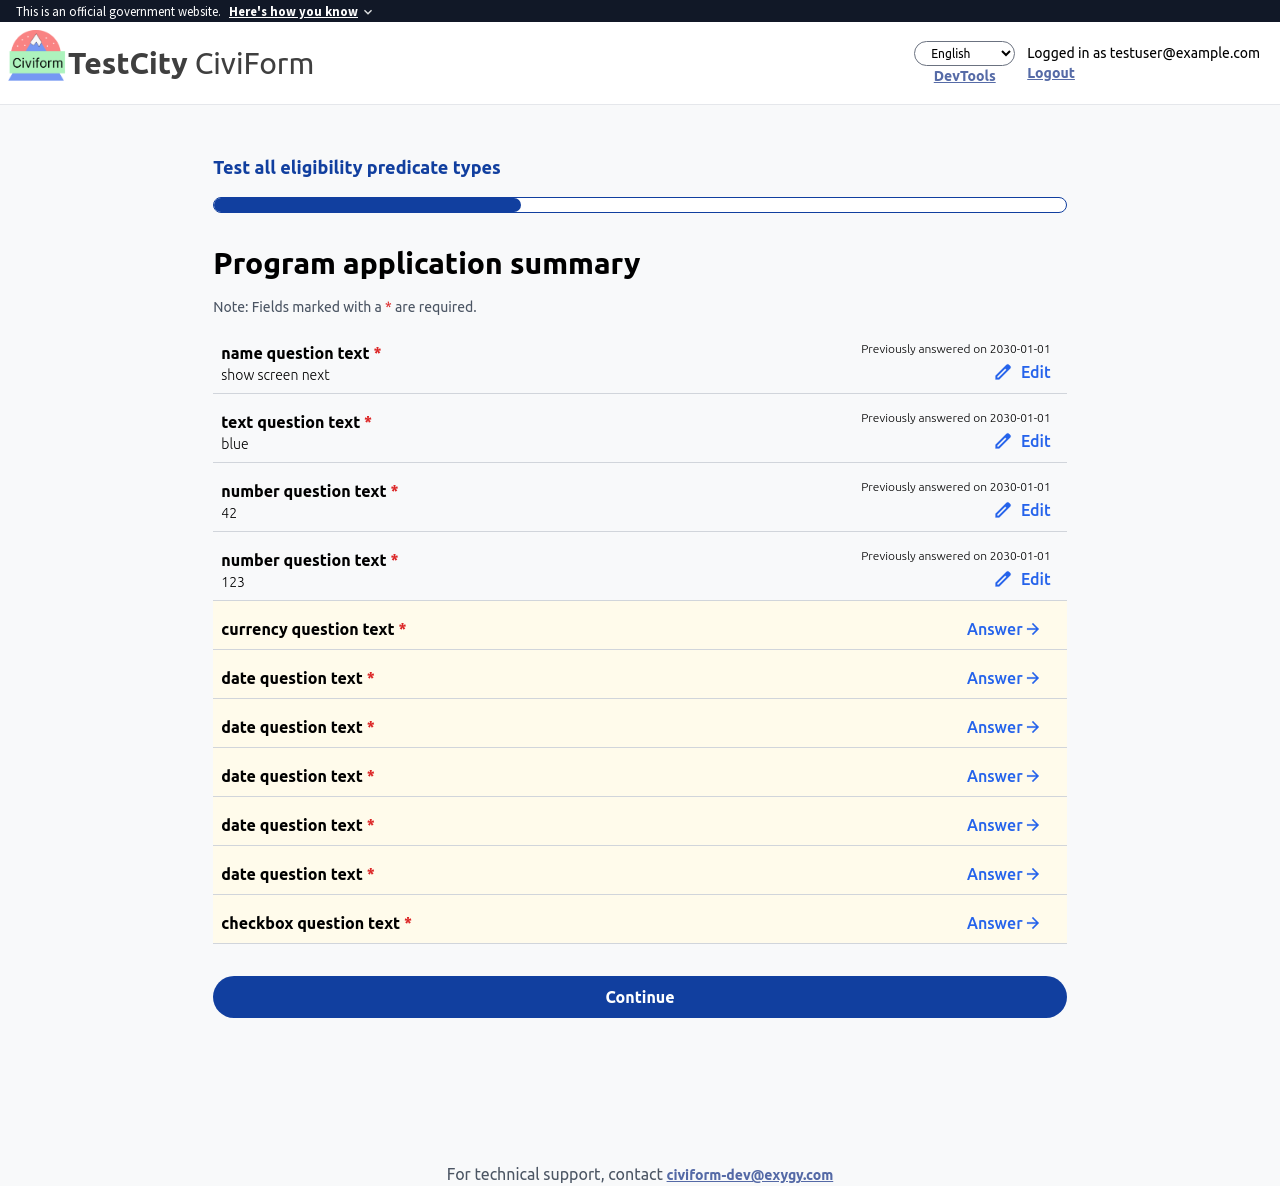 This is an official government website. Here's how you know
Civiform
TestCity CiviForm
English
DevTools
Logged in as testuser@example.com
Logout
Test all eligibility predicate types
Program application summary
Note: Fields marked with a * are required.
name question text *
show screen next
Previously answered on 2030-01-01
Edit
text question text *
blue
Previously answered on 2030-01-01
Edit
number question text *
42
Previously answered on 2030-01-01
Edit
number question text *
123
Previously answered on 2030-01-01
Edit
currency question text *
Answer
date question text *
Answer
date question text *
Answer
date question text *
Answer
date question text *
Answer
date question text *
Answer
checkbox question text *
Answer
Continue
For technical support, contact civiform-dev@exygy.com